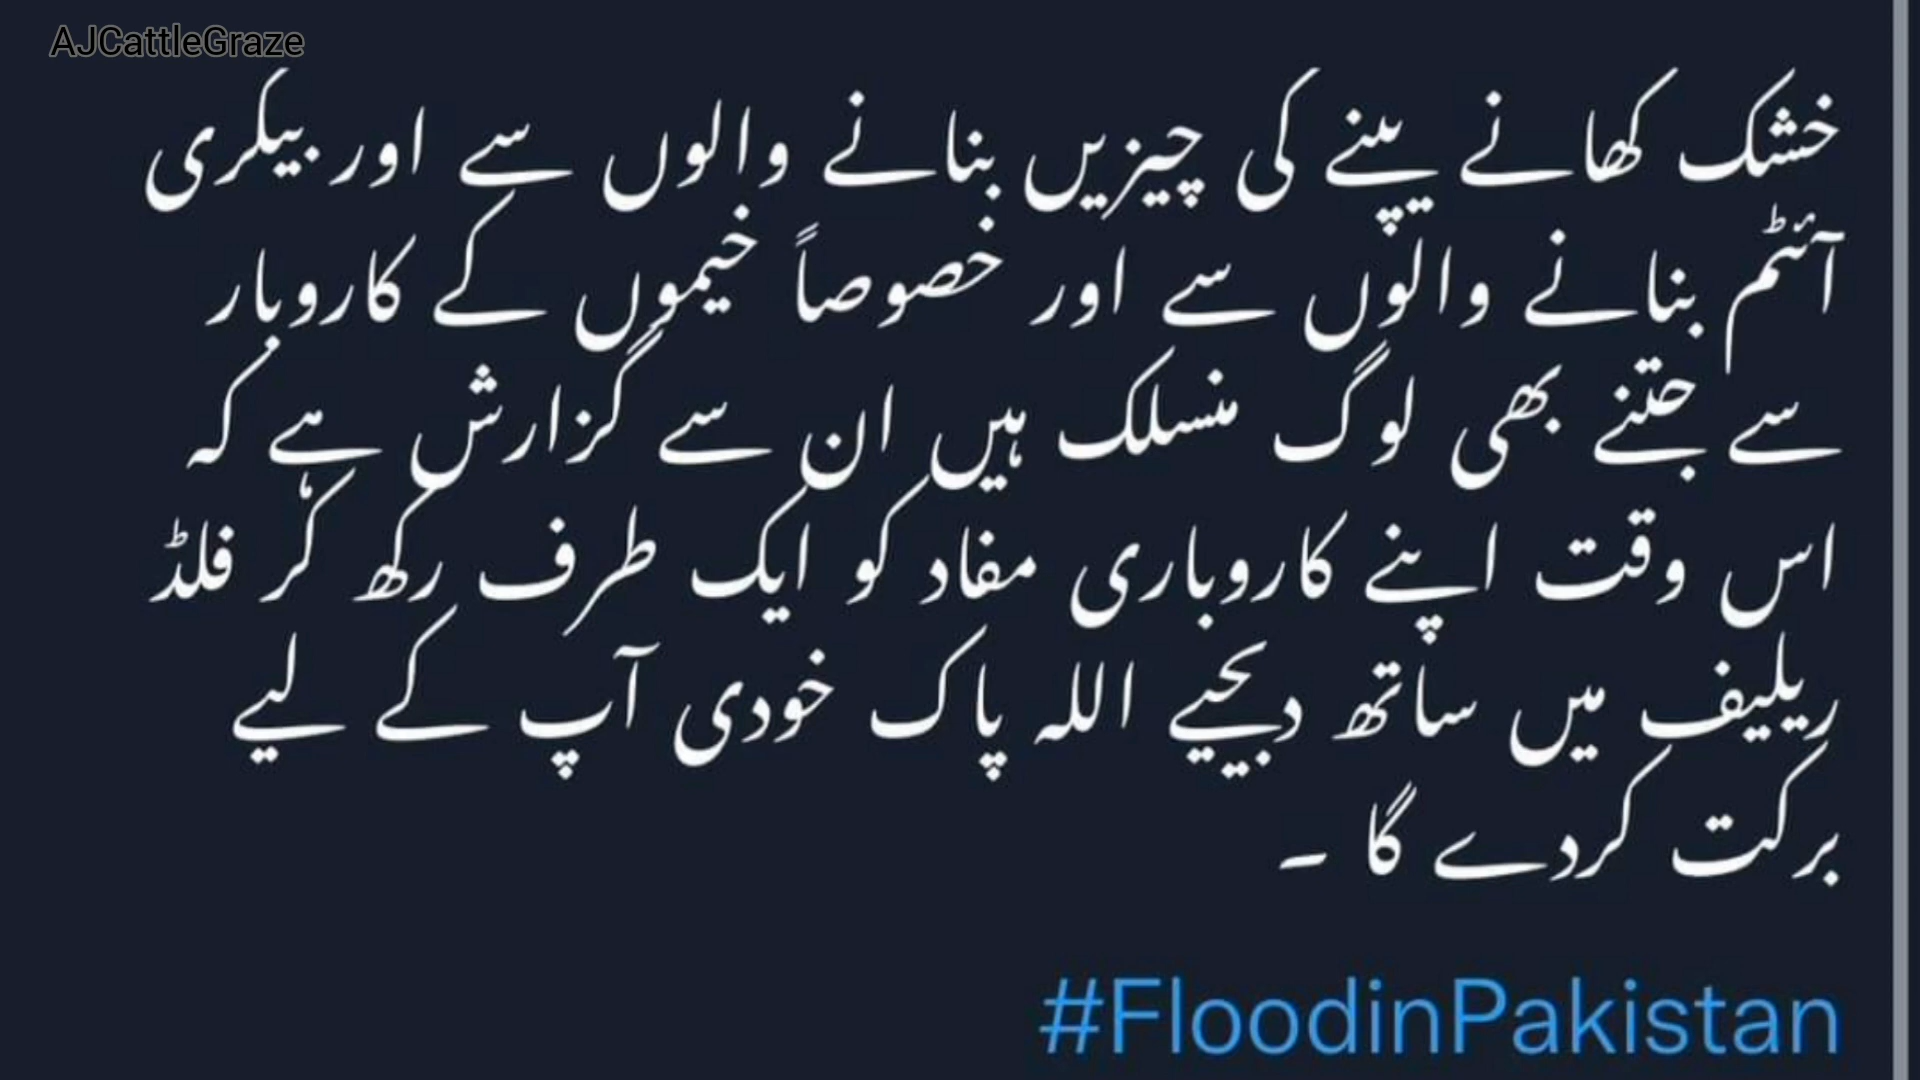 AJCattleGraze
خشک کھانے پینے کی چیزیں بنانے والوں سے اور بیکری
آئٹم بنانے والوں سے اور خصوصاً خیموں کے کاروبار
سے جتنے بھی لوگ منسلک ہیں ان سے گزارش ہے کہ
اس وقت اپنے کاروباری مفاد کو ایک طرف رکھ کر فلڈ
ریلیف میں ساتھ دیجیے اللہ پاک خودی آپ کے لیے
برکت کردے گا ۔
#FloodinPakistan